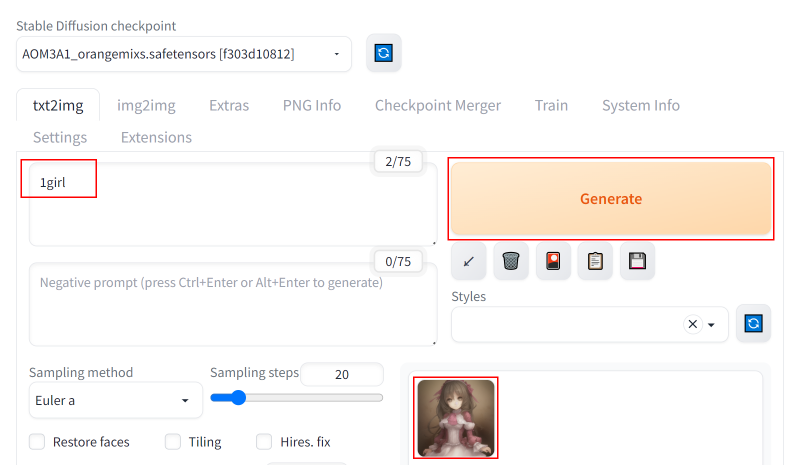 Stable Diffusion checkpoint
AOM3A1_orangemixs.safetensors [f303d10812]
txt2img img2img Extras PNG Info Checkpoint Merger Train System Info
Settings Extensions
2/75
1girl
Generate
0/75
Negative prompt (press Ctrl+Enter or Alt+Enter to generate)
Styles
Sampling method
Sampling steps 20
Euler a
Restore faces Tiling Hires. fix